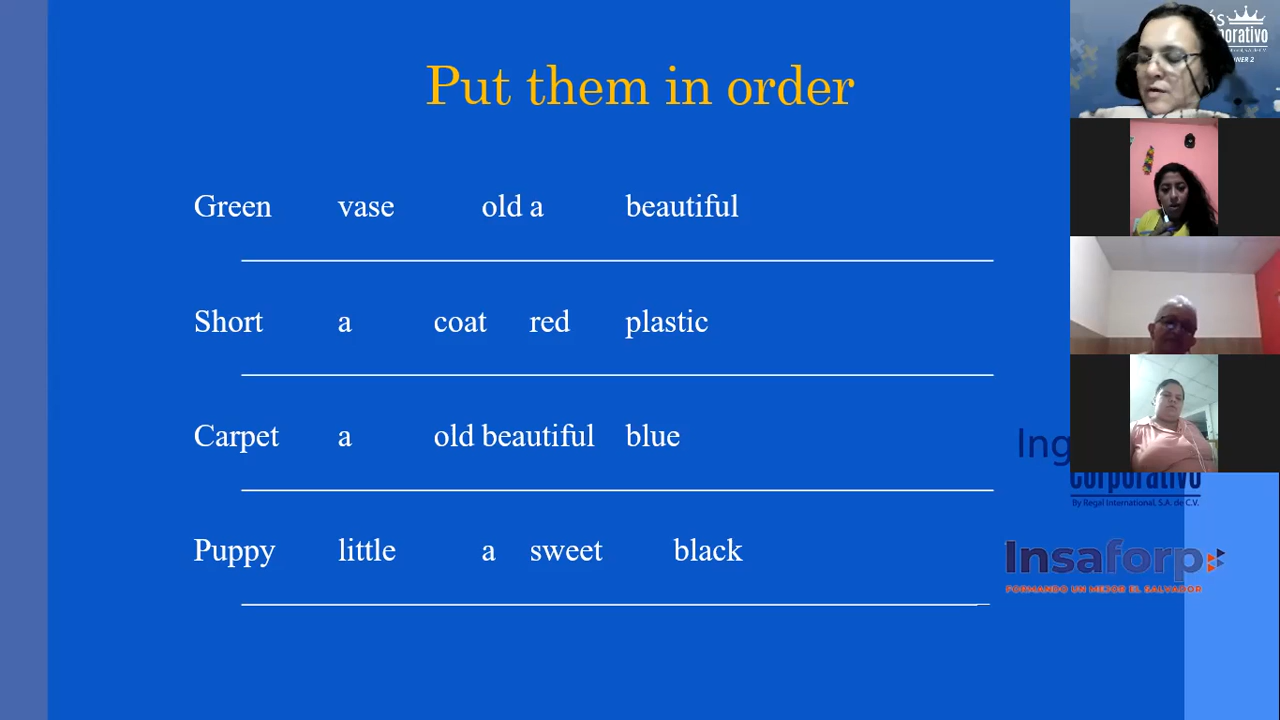 Put them in order
Green vase old a beautiful
Short a coat red plastic
Carpet a old beautiful blue
Puppy little a sweet black
Ing
corporativo
By Regal International, S.A. de C.V.
Insaforp
FORMANDO UN MEJOR EL SALVADOR